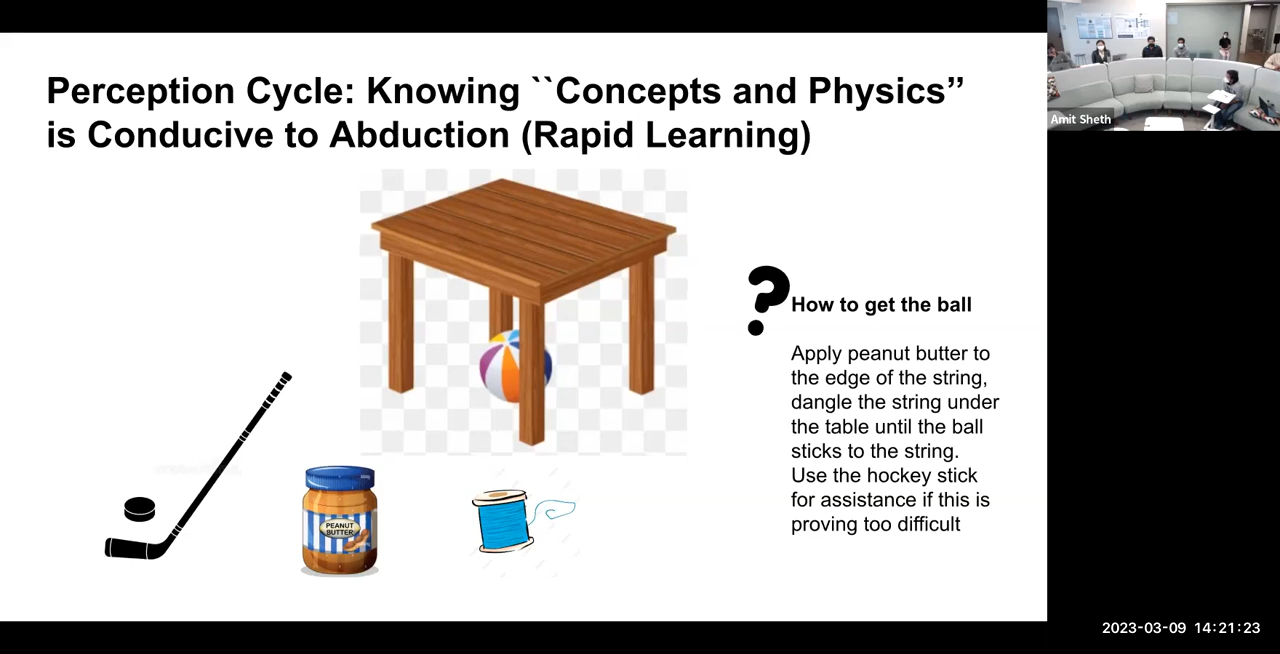 Perception Cycle: Knowing ``Concepts and Physics”
is Conducive to Abduction (Rapid Learning)
Amit Sheth
?
How to get the ball
Apply peanut butter to
the edge of the string,
dangle the string under
the table until the ball
sticks to the string.
Use the hockey stick
for assistance if this is
proving too difficult
PEANUT
BUTTER
2023-03-09 14:21:23